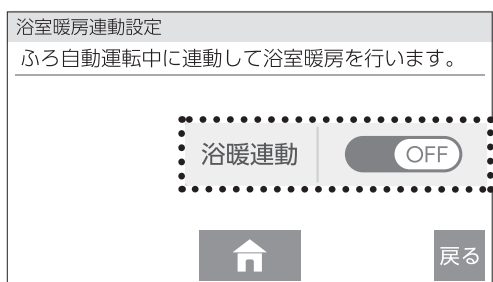 浴室暖房連動設定
ふろ自動運転中に連動して浴室暖房を行います。
浴暖連動
OFF
戻る